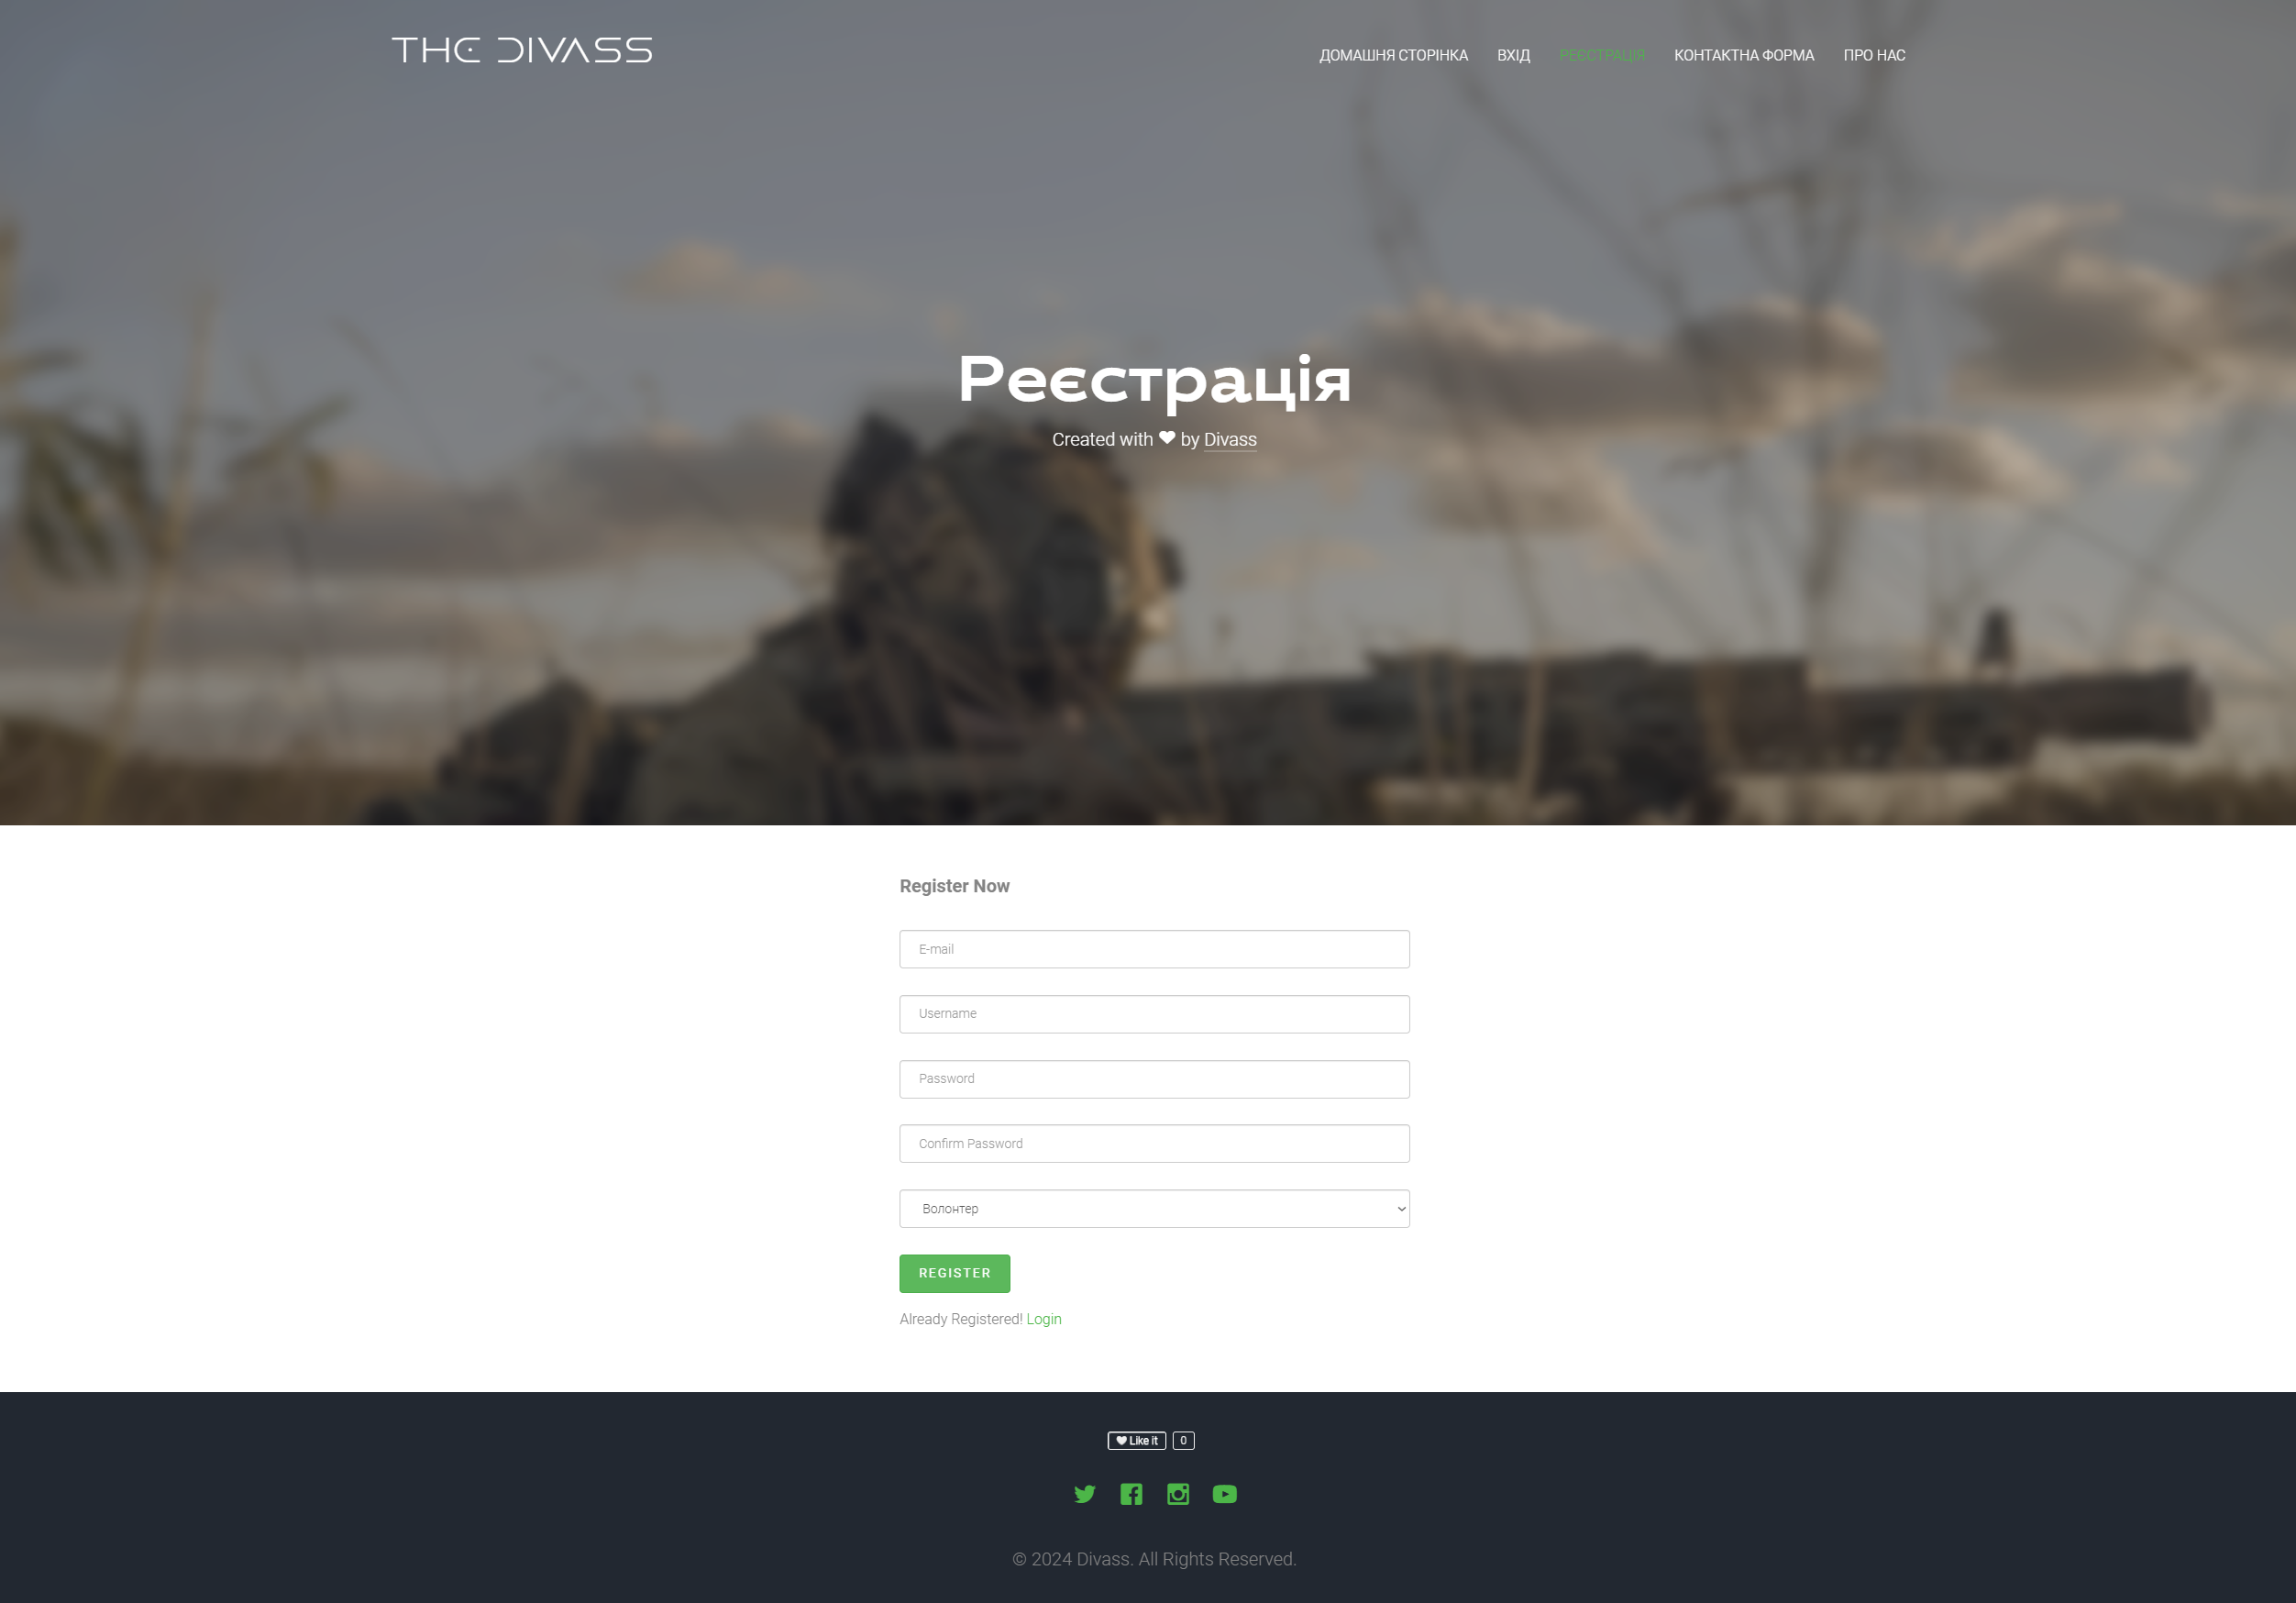 THE DIVASS
ДОМАШНЯ СТОРІНКА ВХІД РЕЄСТРАЦІЯ КОНТАКТНА ФОРМА ПРО НАС
Реєстрація
Created with ♥ by Divass
Register Now
E-mail
Username
Password
Confirm Password
Волонтер
REGISTER
Already Registered! Login
♥ Like it 0
© 2024 Divass. All Rights Reserved.